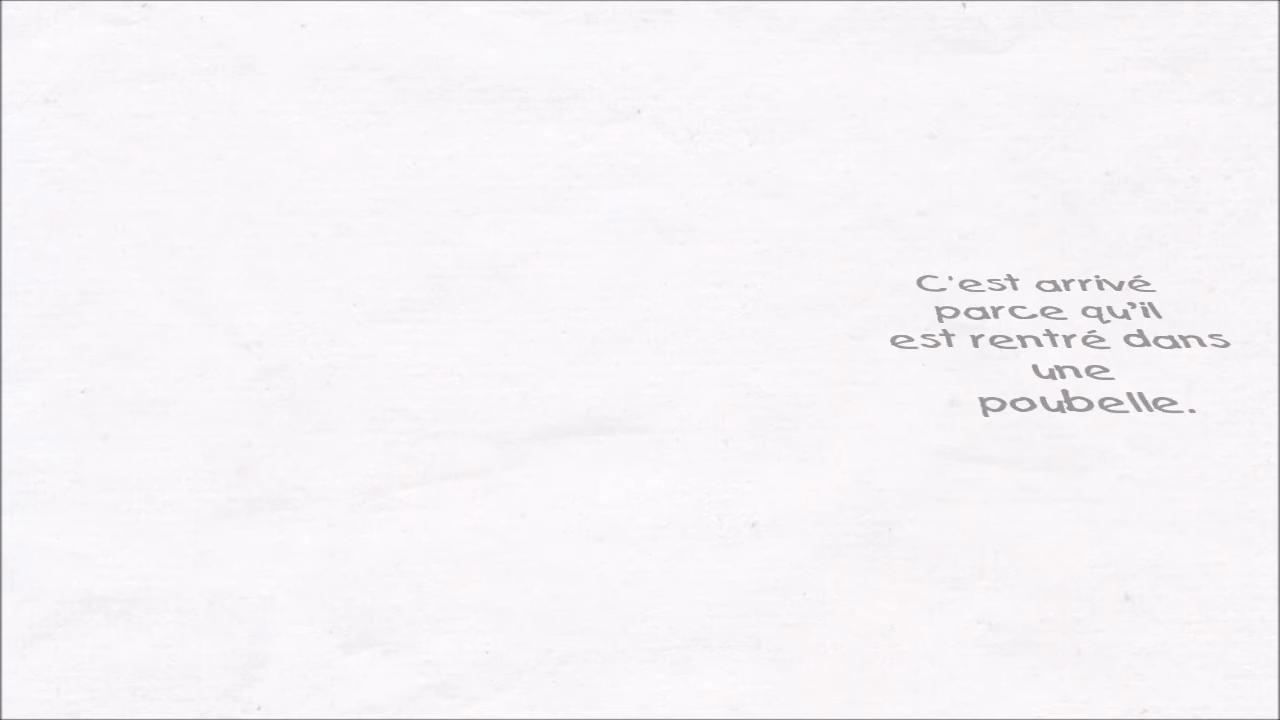 C'est arrivé
parce qu'il
est rentré dans
une
poubelle.